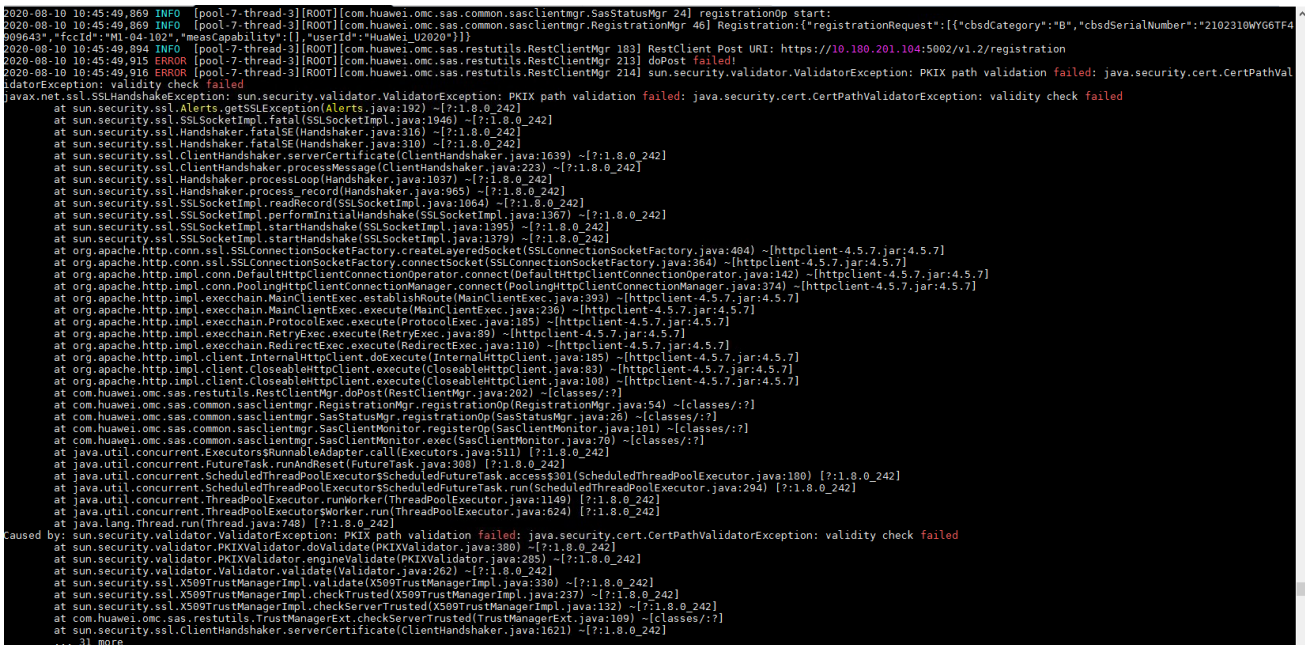 2020-08-10 10:45:49,869 INFO  [pool-7-thread-3][ROOT][com.huawei.omc.sas.common.sasclientmgr.SasStatusMgr 24] registrationOp start:
2020-08-10 10:45:49,869 INFO  [pool-7-thread-3][ROOT][com.huawei.omc.sas.common.sasclientmgr.RegistrationMgr 46] Registration:{"registrationRequest":[{"cbsdCategory":"B","cbsdSerialNumber":"2102310WYG6TF4
909643","fccId":"M1-04-102","measCapability":[],"userId":"HuaWei_U2020"}]}
2020-08-10 10:45:49,894 INFO  [pool-7-thread-3][ROOT][com.huawei.omc.sas.restutils.RestClientMgr 183] RestClient Post URI: https://10.180.201.104:5002/v1.2/registration
2020-08-10 10:45:49,915 ERROR [pool-7-thread-3][ROOT][com.huawei.omc.sas.restutils.RestClientMgr 213] doPost failed!
2020-08-10 10:45:49,916 ERROR [pool-7-thread-3][ROOT][com.huawei.omc.sas.restutils.RestClientMgr 214] sun.security.validator.ValidatorException: PKIX path validation failed: java.security.cert.CertPathVal
idatorException: validity check failed
javax.net.ssl.SSLHandshakeException: sun.security.validator.ValidatorException: PKIX path validation failed: java.security.cert.CertPathValidatorException: validity check failed
at sun.security.ssl.Alerts.getSSLException(Alerts.java:192) ~[?:1.8.0_242]
at sun.security.ssl.SSLSocketImpl.fatal(SSLSocketImpl.java:1946) ~[?:1.8.0_242]
at sun.security.ssl.Handshaker.fatalSE(Handshaker.java:316) ~[?:1.8.0_242]
at sun.security.ssl.Handshaker.fatalSE(Handshaker.java:310) ~[?:1.8.0_242]
at sun.security.ssl.ClientHandshaker.serverCertificate(ClientHandshaker.java:1639) ~[?:1.8.0_242]
at sun.security.ssl.ClientHandshaker.processMessage(ClientHandshaker.java:223) ~[?:1.8.0_242]
at sun.security.ssl.Handshaker.processLoop(Handshaker.java:1037) ~[?:1.8.0_242]
at sun.security.ssl.Handshaker.process_record(Handshaker.java:965) ~[?:1.8.0_242]
at sun.security.ssl.SSLSocketImpl.readRecord(SSLSocketImpl.java:1064) ~[?:1.8.0_242]
at sun.security.ssl.SSLSocketImpl.performInitialHandshake(SSLSocketImpl.java:1367) ~[?:1.8.0_242]
at sun.security.ssl.SSLSocketImpl.startHandshake(SSLSocketImpl.java:1395) ~[?:1.8.0_242]
at sun.security.ssl.SSLSocketImpl.startHandshake(SSLSocketImpl.java:1379) ~[?:1.8.0_242]
at org.apache.http.conn.ssl.SSLConnectionSocketFactory.createLayeredSocket(SSLConnectionSocketFactory.java:404) ~[httpclient-4.5.7.jar:4.5.7]
at org.apache.http.conn.ssl.SSLConnectionSocketFactory.connectSocket(SSLConnectionSocketFactory.java:364) ~[httpclient-4.5.7.jar:4.5.7]
at org.apache.http.impl.conn.DefaultHttpClientConnectionOperator.connect(DefaultHttpClientConnectionOperator.java:142) ~[httpclient-4.5.7.jar:4.5.7]
at org.apache.http.impl.conn.PoolingHttpClientConnectionManager.connect(PoolingHttpClientConnectionManager.java:374) ~[httpclient-4.5.7.jar:4.5.7]
at org.apache.http.impl.execchain.MainClientExec.establishRoute(MainClientExec.java:393) ~[httpclient-4.5.7.jar:4.5.7]
at org.apache.http.impl.execchain.MainClientExec.execute(MainClientExec.java:236) ~[httpclient-4.5.7.jar:4.5.7]
at org.apache.http.impl.execchain.ProtocolExec.execute(ProtocolExec.java:185) ~[httpclient-4.5.7.jar:4.5.7]
at org.apache.http.impl.execchain.RetryExec.execute(RetryExec.java:89) ~[httpclient-4.5.7.jar:4.5.7]
at org.apache.http.impl.execchain.RedirectExec.execute(RedirectExec.java:110) ~[httpclient-4.5.7.jar:4.5.7]
at org.apache.http.impl.client.InternalHttpClient.doExecute(InternalHttpClient.java:185) ~[httpclient-4.5.7.jar:4.5.7]
at org.apache.http.impl.client.CloseableHttpClient.execute(CloseableHttpClient.java:83) ~[httpclient-4.5.7.jar:4.5.7]
at org.apache.http.impl.client.CloseableHttpClient.execute(CloseableHttpClient.java:108) ~[httpclient-4.5.7.jar:4.5.7]
at com.huawei.omc.sas.restutils.RestClientMgr.doPost(RestClientMgr.java:202) ~[classes/:?]
at com.huawei.omc.sas.common.sasclientmgr.RegistrationMgr.registrationOp(RegistrationMgr.java:54) ~[classes/:?]
at com.huawei.omc.sas.common.sasclientmgr.SasStatusMgr.registrationOp(SasStatusMgr.java:26) ~[classes/:?]
at com.huawei.omc.sas.common.sasclientmgr.SasClientMonitor.registerOp(SasClientMonitor.java:101) ~[classes/:?]
at com.huawei.omc.sas.common.sasclientmgr.SasClientMonitor.exec(SasClientMonitor.java:70) ~[classes/:?]
at java.util.concurrent.Executors$RunnableAdapter.call(Executors.java:511) [?:1.8.0_242]
at java.util.concurrent.FutureTask.runAndReset(FutureTask.java:308) [?:1.8.0_242]
at java.util.concurrent.ScheduledThreadPoolExecutor$ScheduledFutureTask.access$301(ScheduledThreadPoolExecutor.java:180) [?:1.8.0_242]
at java.util.concurrent.ScheduledThreadPoolExecutor$ScheduledFutureTask.run(ScheduledThreadPoolExecutor.java:294) [?:1.8.0_242]
at java.util.concurrent.ThreadPoolExecutor.runWorker(ThreadPoolExecutor.java:1149) [?:1.8.0_242]
at java.util.concurrent.ThreadPoolExecutor$Worker.run(ThreadPoolExecutor.java:624) [?:1.8.0_242]
at java.lang.Thread.run(Thread.java:748) [?:1.8.0_242]
Caused by: sun.security.validator.ValidatorException: PKIX path validation failed: java.security.cert.CertPathValidatorException: validity check failed
at sun.security.validator.PKIXValidator.doValidate(PKIXValidator.java:380) ~[?:1.8.0_242]
at sun.security.validator.PKIXValidator.engineValidate(PKIXValidator.java:285) ~[?:1.8.0_242]
at sun.security.validator.Validator.validate(Validator.java:262) ~[?:1.8.0_242]
at sun.security.ssl.X509TrustManagerImpl.validate(X509TrustManagerImpl.java:330) ~[?:1.8.0_242]
at sun.security.ssl.X509TrustManagerImpl.checkTrusted(X509TrustManagerImpl.java:237) ~[?:1.8.0_242]
at sun.security.ssl.X509TrustManagerImpl.checkServerTrusted(X509TrustManagerImpl.java:132) ~[?:1.8.0_242]
at com.huawei.omc.sas.restutils.TrustManagerExt.checkServerTrusted(TrustManagerExt.java:109) ~[classes/:?]
at sun.security.ssl.ClientHandshaker.serverCertificate(ClientHandshaker.java:1621) ~[?:1.8.0_242]
... 31 more